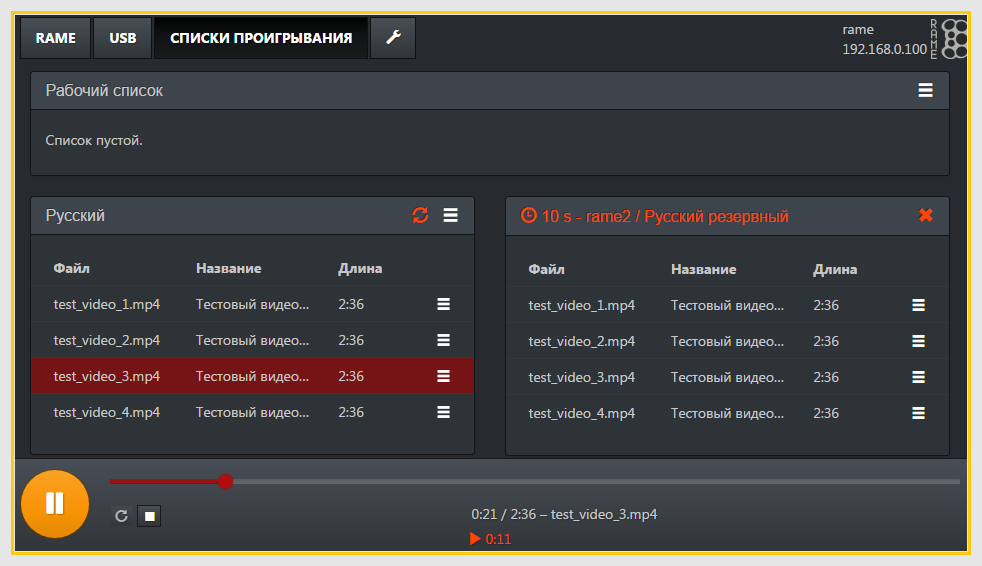 RAME USB СПИСКИ ПРОИГРЫВАНИЯ
rame
192.168.0.100
RAME
Рабочий список
Список пустой.
Русский
Файл Название Длина
test_video_1.mp4 Тестовый видео... 2:36
test_video_2.mp4 Тестовый видео... 2:36
test_video_3.mp4 Тестовый видео... 2:36
test_video_4.mp4 Тестовый видео... 2:36
10 s - rame2 / Русский резервный
Файл Название Длина
test_video_1.mp4 Тестовый видео... 2:36
test_video_2.mp4 Тестовый видео... 2:36
test_video_3.mp4 Тестовый видео... 2:36
test_video_4.mp4 Тестовый видео... 2:36
0:21 / 2:36 – test_video_3.mp4
0:11